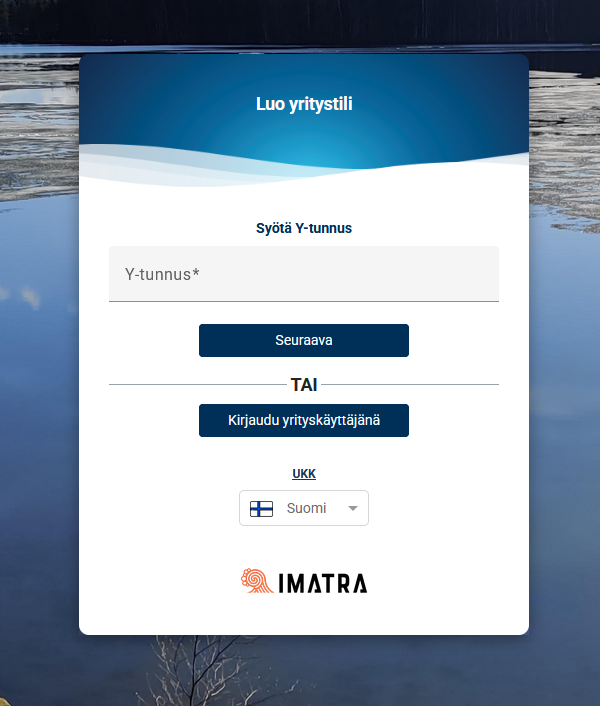 Luo yritystili
Syötä Y-tunnus
Y-tunnus*
Seuraava
TAI
Kirjaudu yrityskäyttäjänä
UKK
Suomi
IMATRA